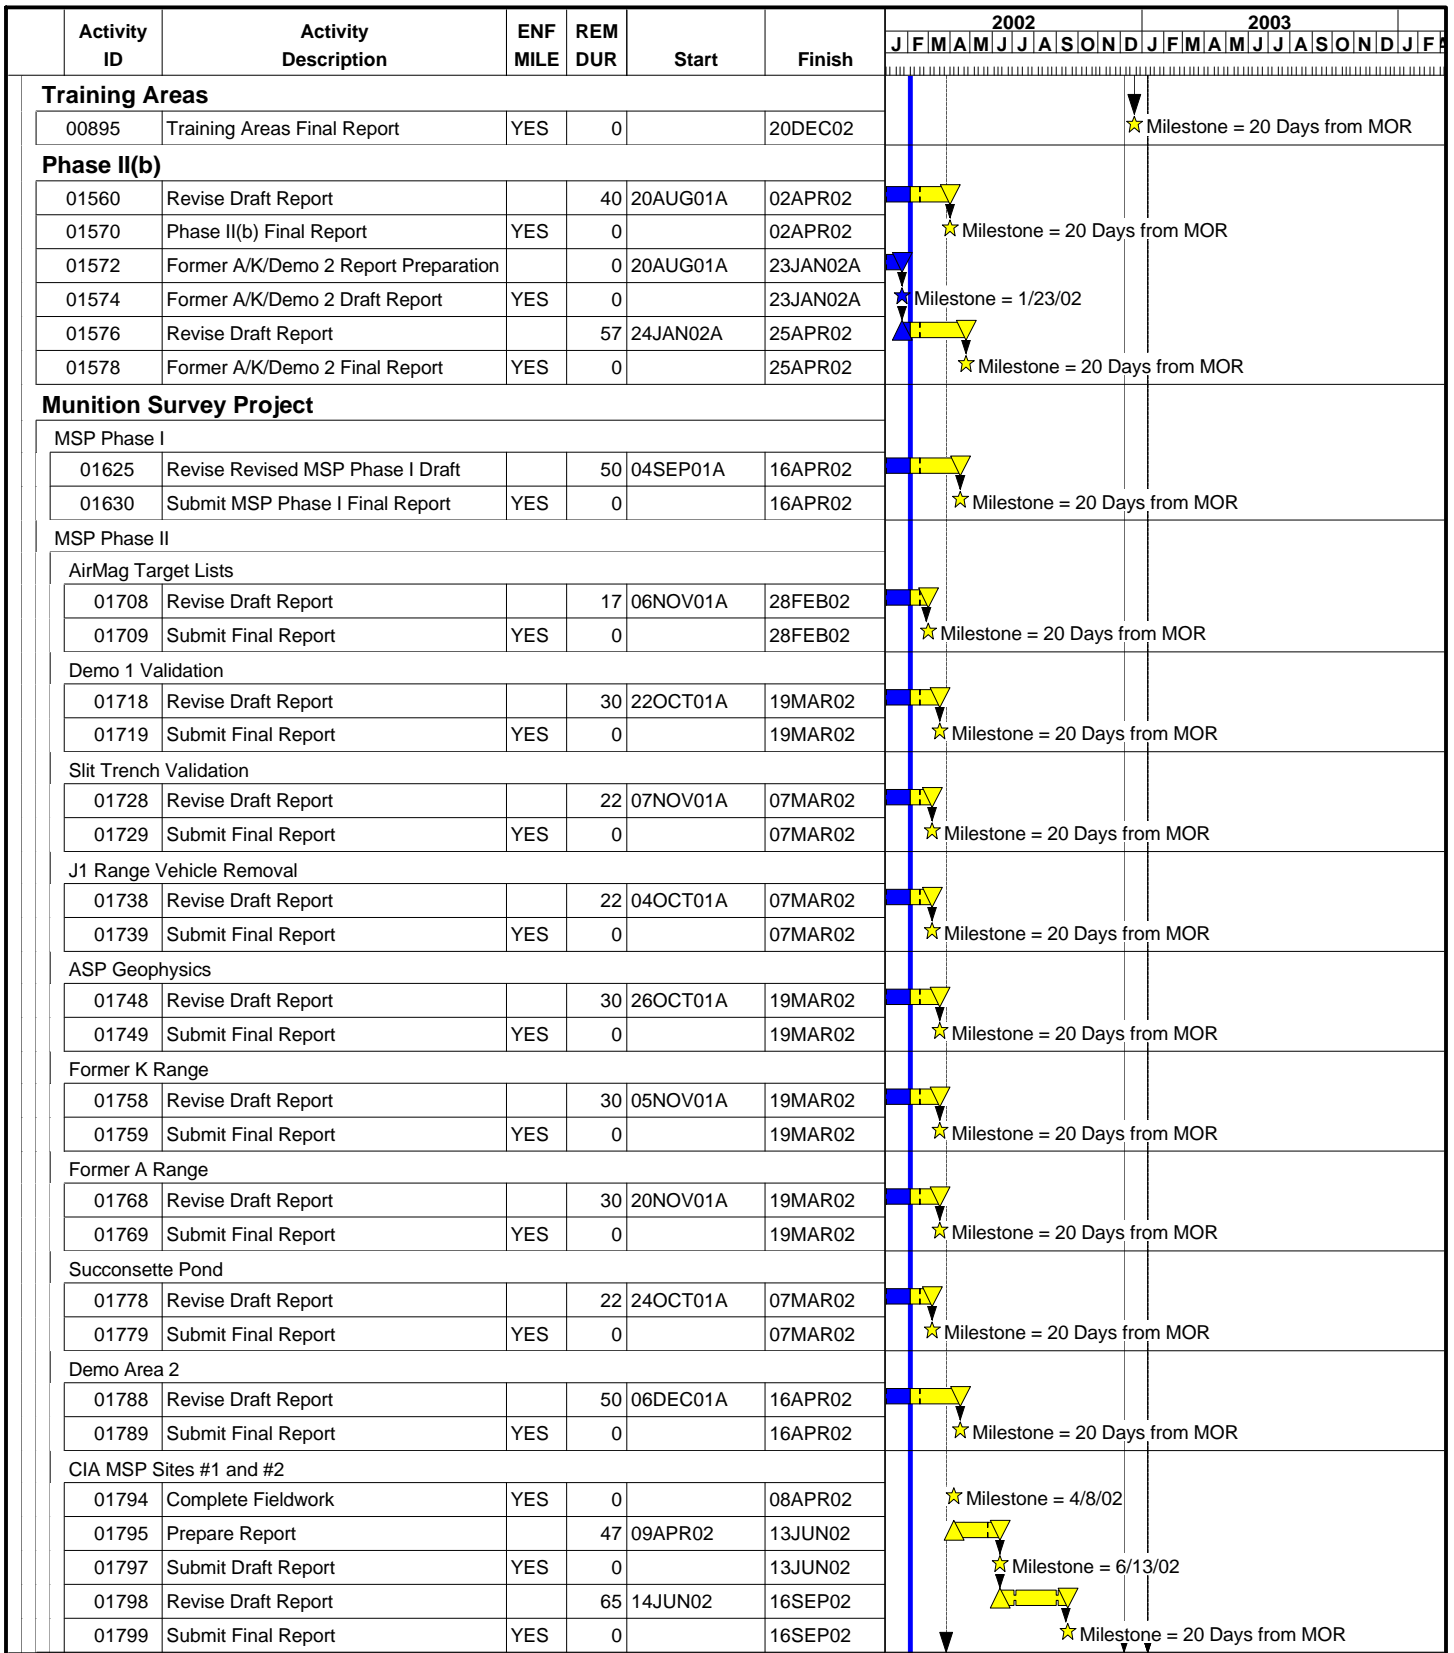 Activity ID Activity Description ENF MILE REM DUR Start Finish 2002 2003
J F M A M J J A S O N D J F M A M J J A S O N D J F
Training Areas
00895 Training Areas Final Report YES 0 20DEC02 Milestone = 20 Days from MOR
Phase II(b)
01560 Revise Draft Report 40 20AUG01A 02APR02
01570 Phase II(b) Final Report YES 0 02APR02 Milestone = 20 Days from MOR
01572 Former A/K/Demo 2 Report Preparation 0 20AUG01A 23JAN02A
01574 Former A/K/Demo 2 Draft Report YES 0 23JAN02A Milestone = 1/23/02
01576 Revise Draft Report 57 24JAN02A 25APR02
01578 Former A/K/Demo 2 Final Report YES 0 25APR02 Milestone = 20 Days from MOR
Munition Survey Project
MSP Phase I
01625 Revise Revised MSP Phase I Draft 50 04SEP01A 16APR02
01630 Submit MSP Phase I Final Report YES 0 16APR02 Milestone = 20 Days from MOR
MSP Phase II
AirMag Target Lists
01708 Revise Draft Report 17 06NOV01A 28FEB02
01709 Submit Final Report YES 0 28FEB02 Milestone = 20 Days from MOR
Demo 1 Validation
01718 Revise Draft Report 30 22OCT01A 19MAR02
01719 Submit Final Report YES 0 19MAR02 Milestone = 20 Days from MOR
Slit Trench Validation
01728 Revise Draft Report 22 07NOV01A 07MAR02
01729 Submit Final Report YES 0 07MAR02 Milestone = 20 Days from MOR
J1 Range Vehicle Removal
01738 Revise Draft Report 22 04OCT01A 07MAR02
01739 Submit Final Report YES 0 07MAR02 Milestone = 20 Days from MOR
ASP Geophysics
01748 Revise Draft Report 30 26OCT01A 19MAR02
01749 Submit Final Report YES 0 19MAR02 Milestone = 20 Days from MOR
Former K Range
01758 Revise Draft Report 30 05NOV01A 19MAR02
01759 Submit Final Report YES 0 19MAR02 Milestone = 20 Days from MOR
Former A Range
01768 Revise Draft Report 30 20NOV01A 19MAR02
01769 Submit Final Report YES 0 19MAR02 Milestone = 20 Days from MOR
Succonsette Pond
01778 Revise Draft Report 22 24OCT01A 07MAR02
01779 Submit Final Report YES 0 07MAR02 Milestone = 20 Days from MOR
Demo Area 2
01788 Revise Draft Report 50 06DEC01A 16APR02
01789 Submit Final Report YES 0 16APR02 Milestone = 20 Days from MOR
CIA MSP Sites #1 and #2
01794 Complete Fieldwork YES 0 08APR02 Milestone = 4/8/02
01795 Prepare Report 47 09APR02 13JUN02
01797 Submit Draft Report YES 0 13JUN02 Milestone = 6/13/02
01798 Revise Draft Report 65 14JUN02 16SEP02
01799 Submit Final Report YES 0 16SEP02 Milestone = 20 Days from MOR